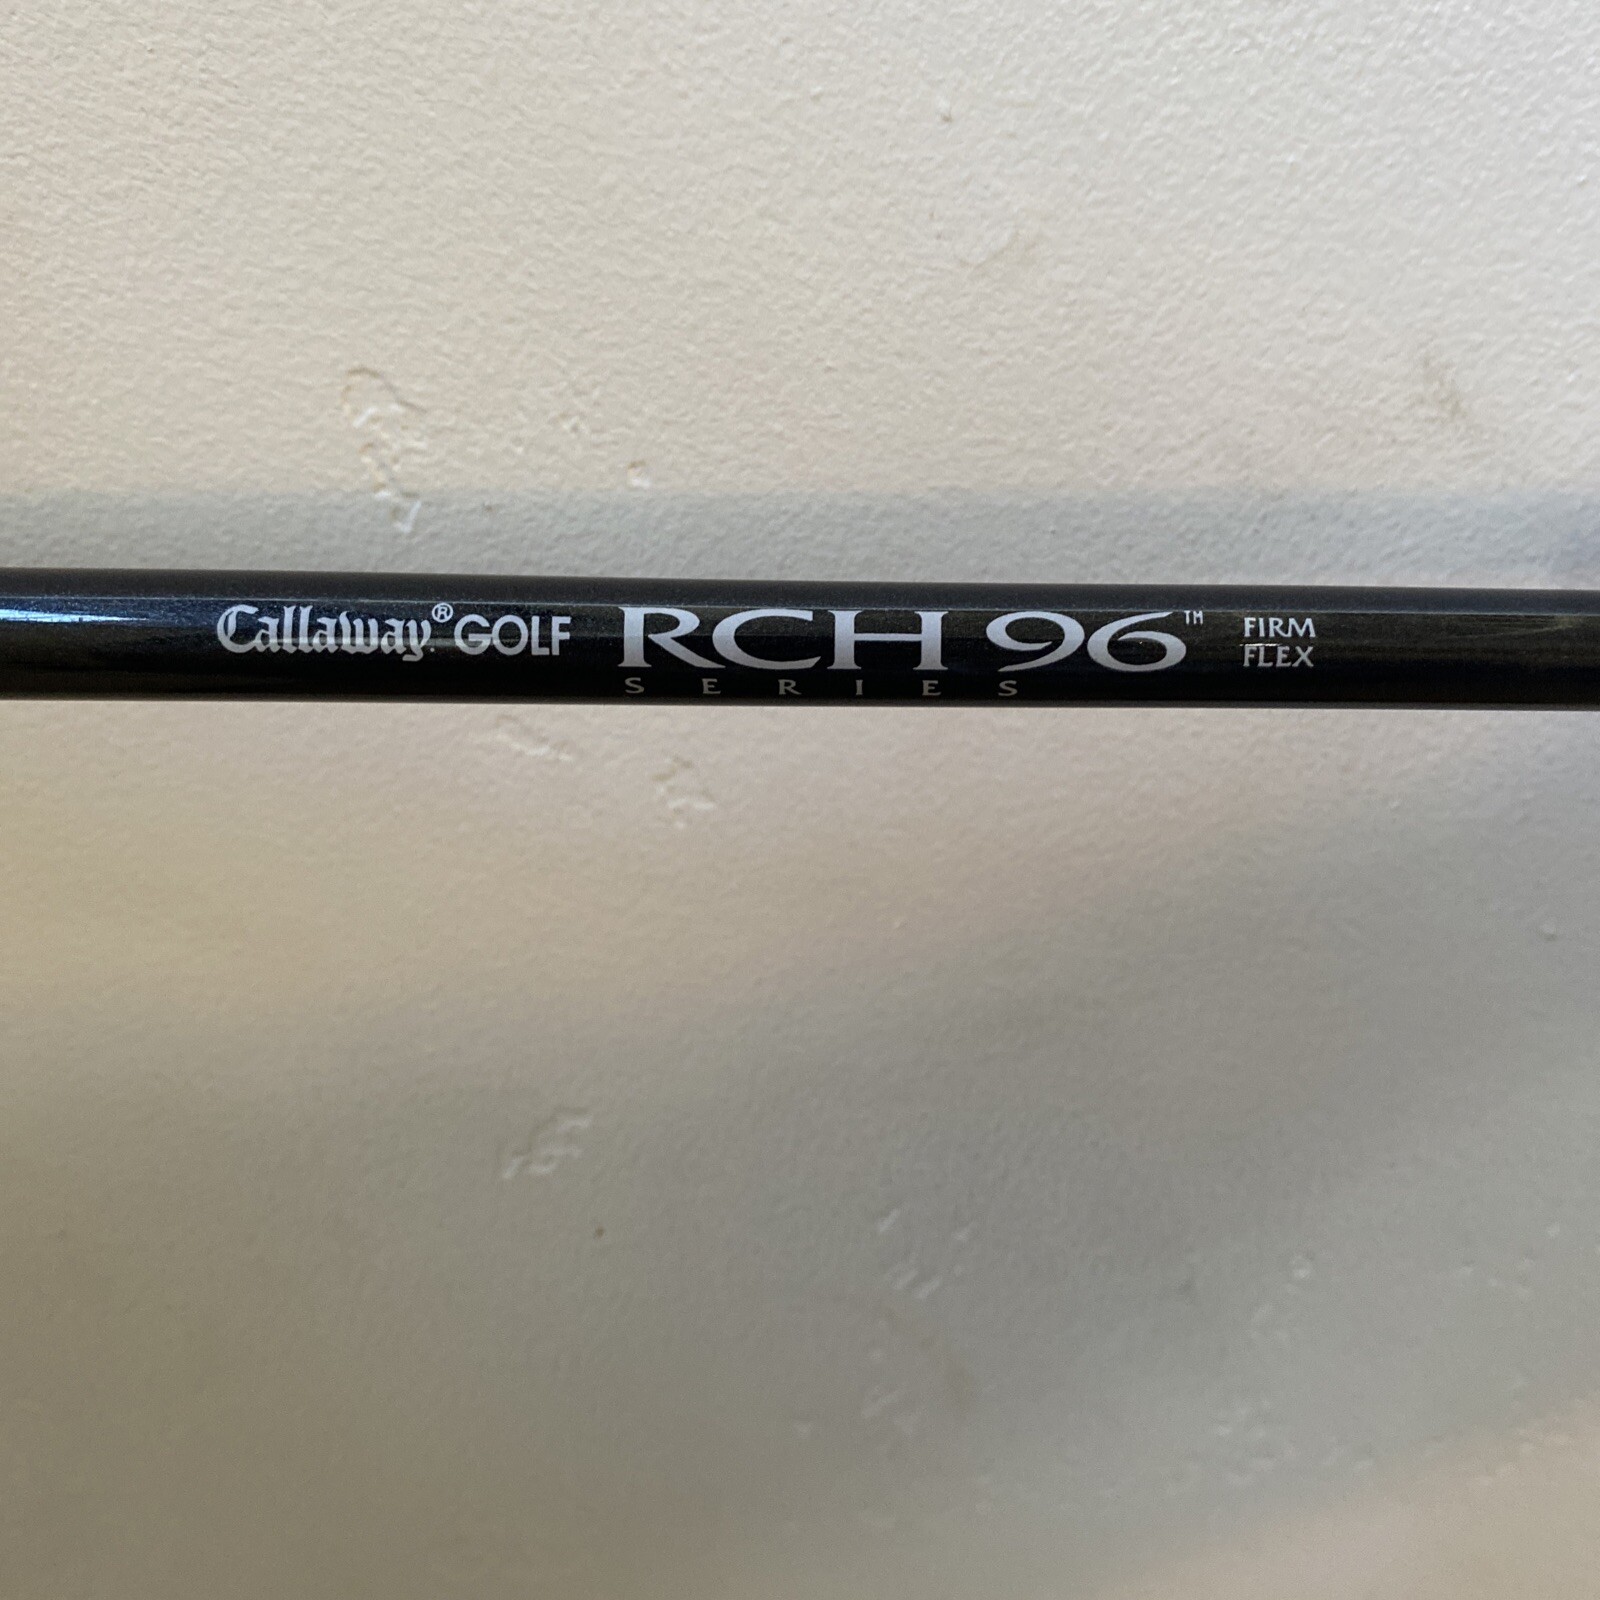 Callaway® GOLF RCH 96™ FIRM FLEX
SERIES